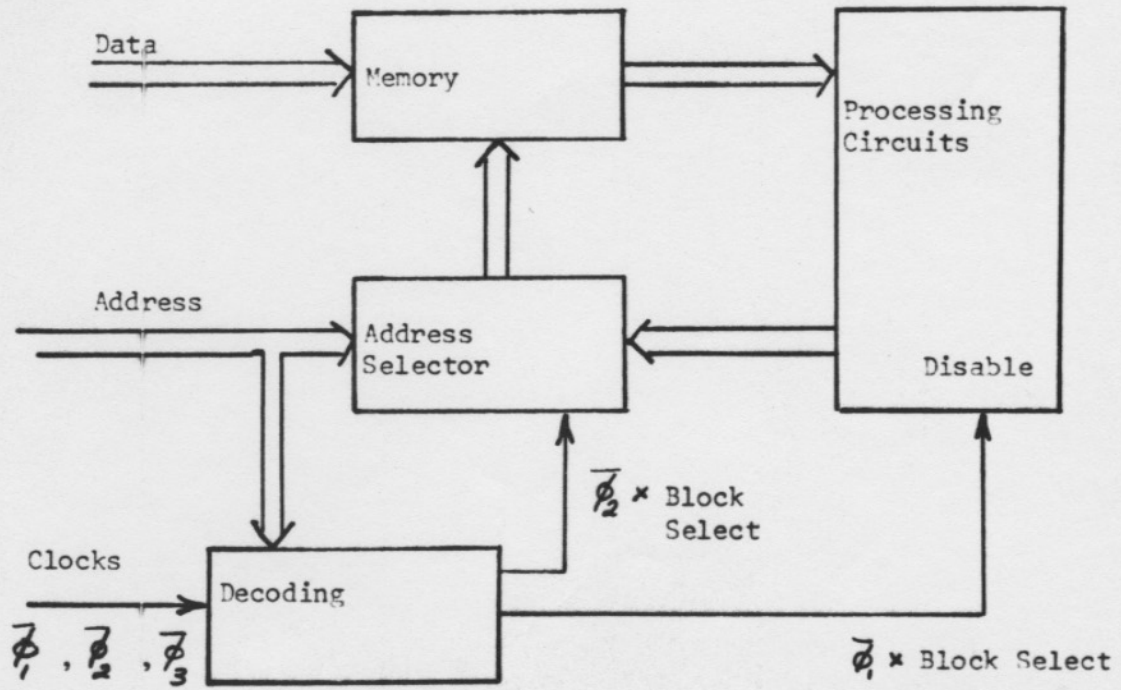 Data
Memory
Processing
Circuits
Address
Address
Selector
Disable
ϕ̅₂ × Block
Select
Clocks
Decoding
ϕ̅₁ , ϕ̅₂ , ϕ̅₃
ϕ̅₁ × Block Select